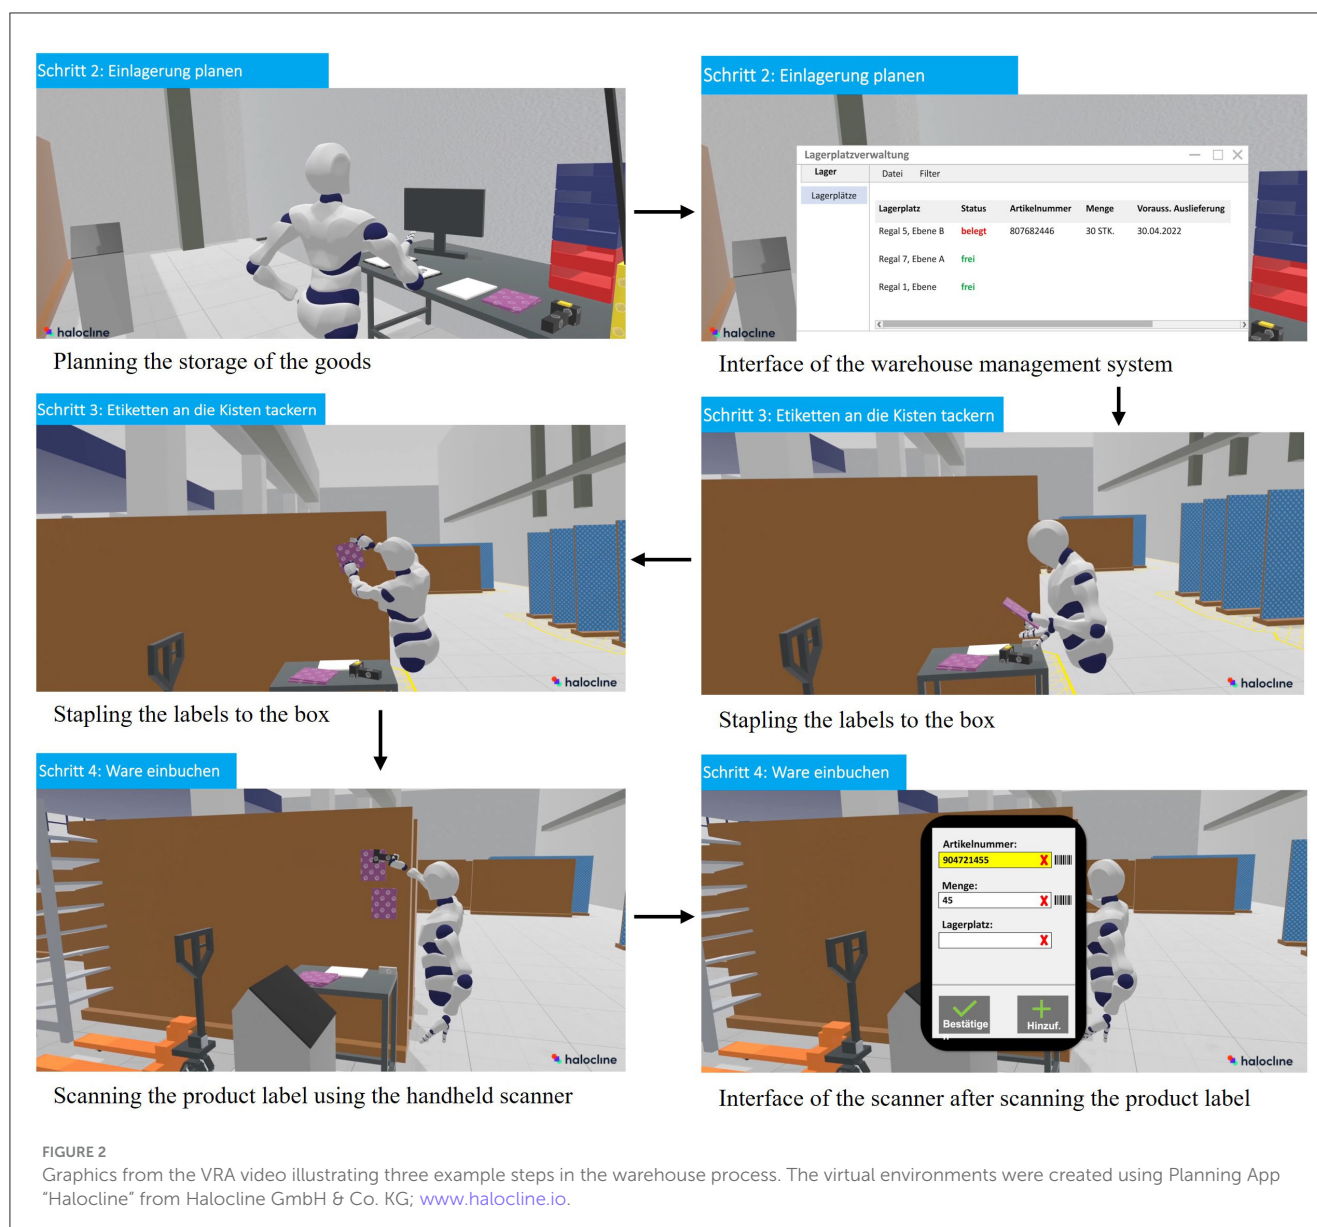 Schritt 2: Einlagerung planen
halocline
Planning the storage of the goods
Schritt 2: Einlagerung planen
Lagerplatzverwaltung
Lager
Datei Filter
Lagerplätze
Lagerplatz Status Artikelnummer Menge Vorauss. Auslieferung
Regal 5, Ebene B belegt 807682446 30 STK. 30.04.2022
Regal 7, Ebene A frei
Regal 1, Ebene frei
halocline
Interface of the warehouse management system
Schritt 3: Etiketten an die Kisten tackern
halocline
Stapling the labels to the box
Schritt 3: Etiketten an die Kisten tackern
halocline
Stapling the labels to the box
Schritt 4: Ware einbuchen
halocline
Scanning the product label using the handheld scanner
Schritt 4: Ware einbuchen
Artikelnummer:
904721455
Menge:
45
Lagerplatz:
Bestätige
Hinzuf.
halocline
Interface of the scanner after scanning the product label
FIGURE 2
Graphics from the VRA video illustrating three example steps in the warehouse process. The virtual environments were created using Planning App
"Halocline" from Halocline GmbH & Co. KG; www.halocline.io.